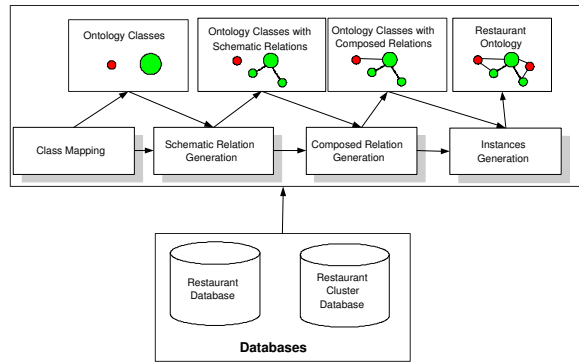 Ontology Classes
Ontology Classes with
Schematic Relations
Ontology Classes with
Composed Relations
Restaurant
Ontology
Class Mapping
Schematic Relation
Generation
Composed Relation
Generation
Instances
Generation
Restaurant
Database
Restaurant
Cluster
Database
Databases